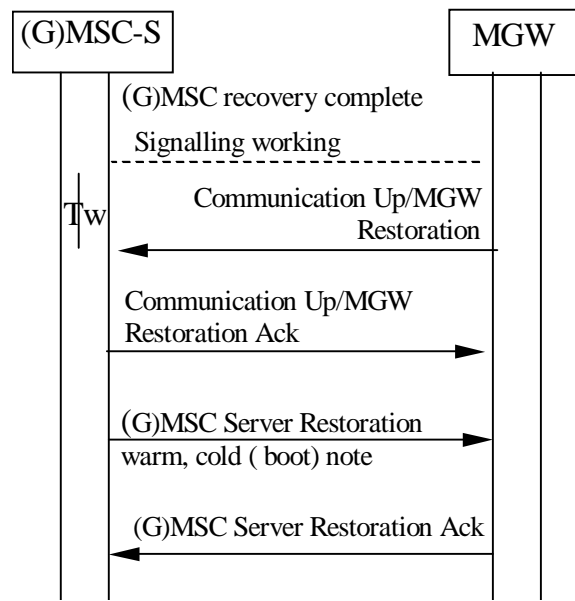 (G)MSC-S
MGW
(G)MSC recovery complete
Signalling working
Tw
Communication Up/MGW
Restoration
Communication Up/MGW
Restoration Ack
(G)MSC Server Restoration
warm, cold ( boot) note
(G)MSC Server Restoration Ack